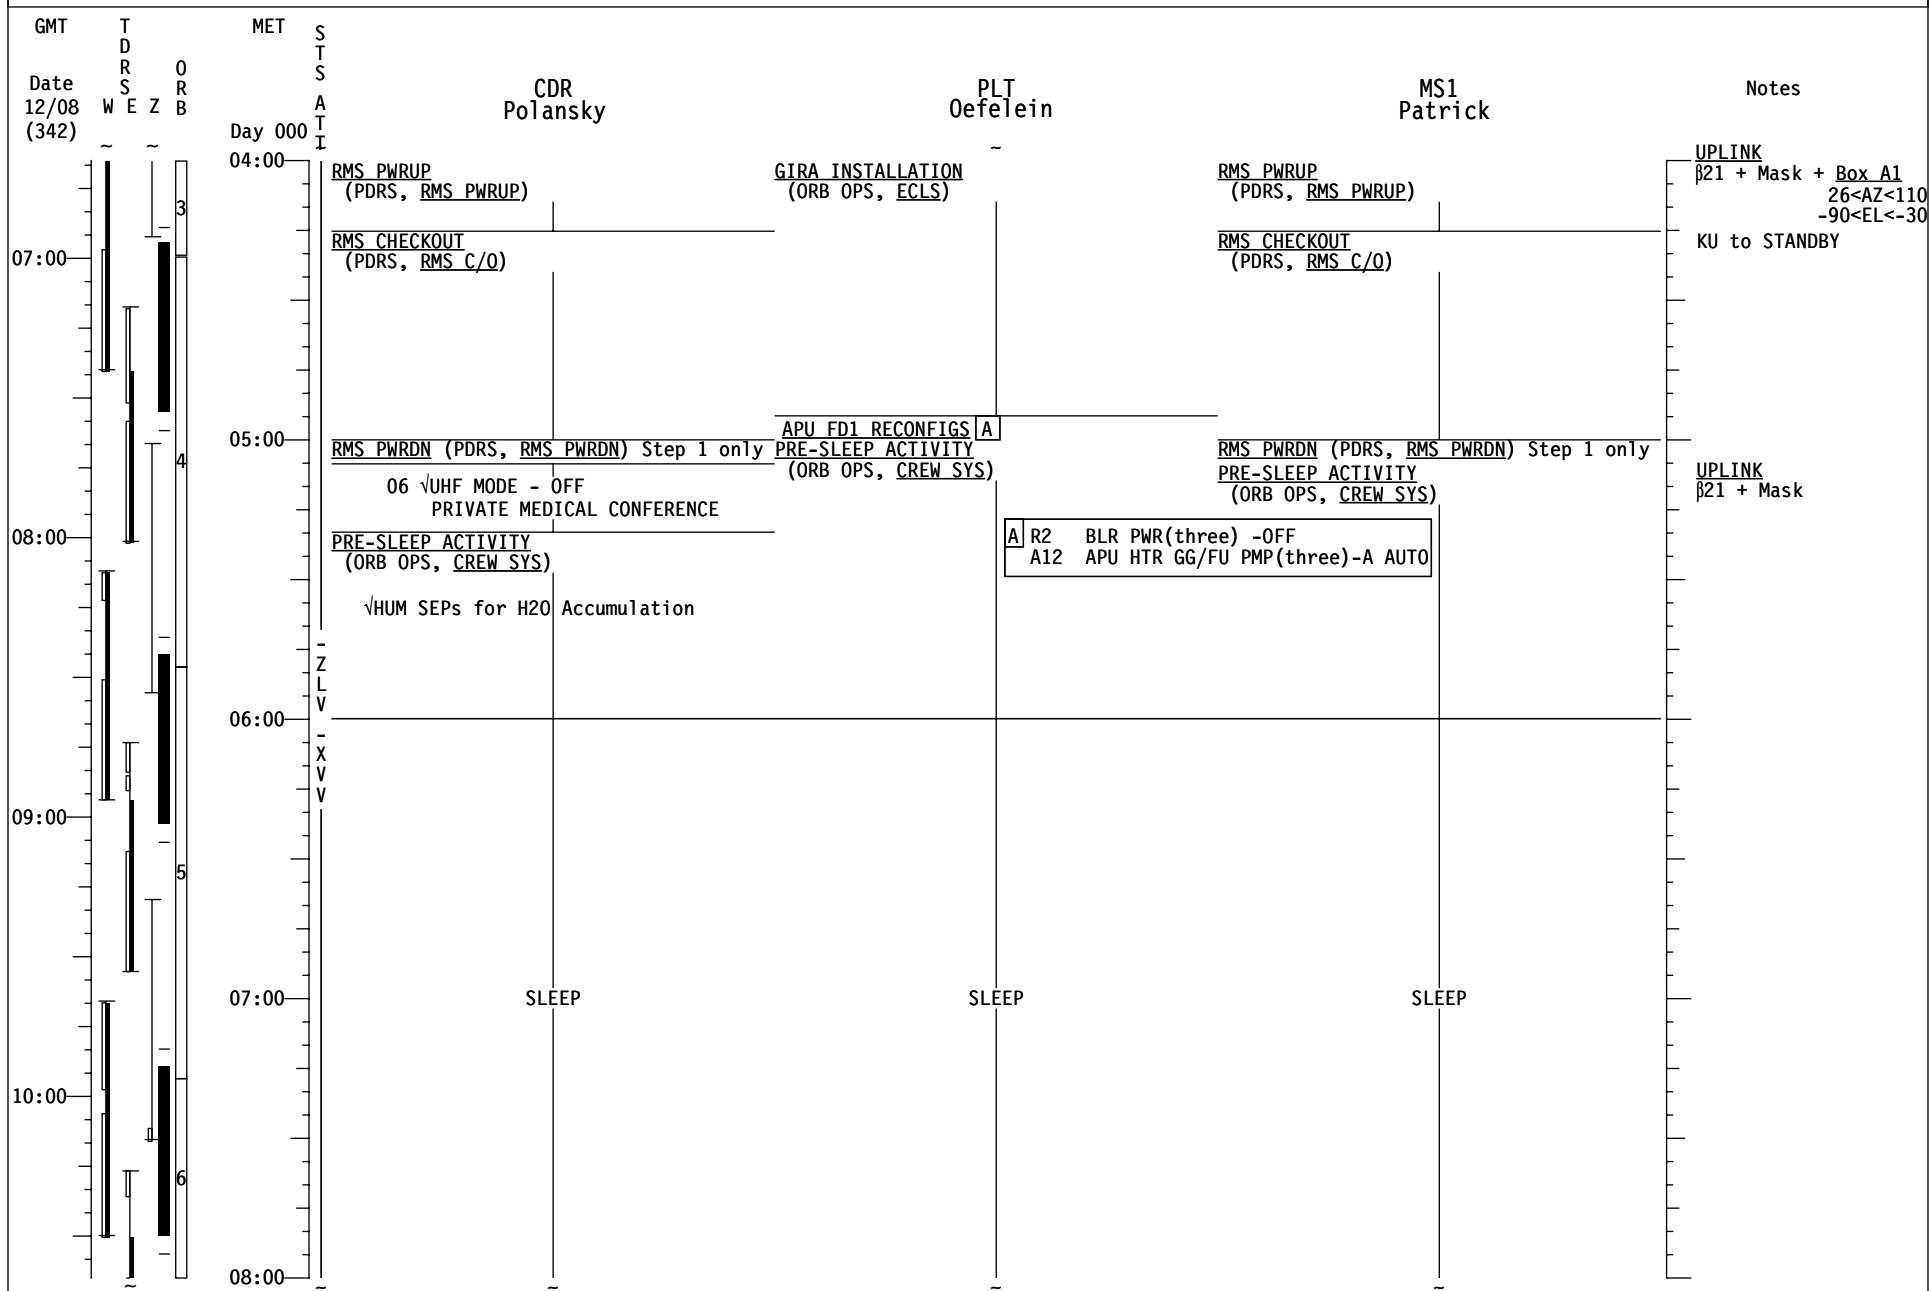 GMT
TDRS
MET
STS ATT
ORB
Date
12/08
(342)
W E Z
Day 000
CDR
Polansky
PLT
Oefelein
MS1
Patrick
Notes
~ ~ ~ ~
04:00
RMS PWRUP
(PDRS, RMS PWRUP)
GIRA INSTALLATION
(ORB OPS, ECLS)
RMS PWRUP
(PDRS, RMS PWRUP)
UPLINK
β21 + Mask + Box A1
26<AZ<110
-90<EL<-30
3
RMS CHECKOUT
(PDRS, RMS C/O)
RMS CHECKOUT
(PDRS, RMS C/O)
KU to STANDBY
07:00
05:00
4
RMS PWRDN (PDRS, RMS PWRDN) Step 1 only
06 √UHF MODE - OFF
PRIVATE MEDICAL CONFERENCE
PRE-SLEEP ACTIVITY
(ORB OPS, CREW SYS)
√HUM SEPs for H2O Accumulation
APU FD1 RECONFIGS A
PRE-SLEEP ACTIVITY
(ORB OPS, CREW SYS)
RMS PWRDN (PDRS, RMS PWRDN) Step 1 only
PRE-SLEEP ACTIVITY
(ORB OPS, CREW SYS)
A R2 BLR PWR(three) -OFF
A12 APU HTR GG/FU PMP(three)-A AUTO
UPLINK
β21 + Mask
08:00
-ZLV
06:00
-XVV
09:00
5
07:00
SLEEP
SLEEP
SLEEP
10:00
6
08:00
~ ~ ~ ~ ~